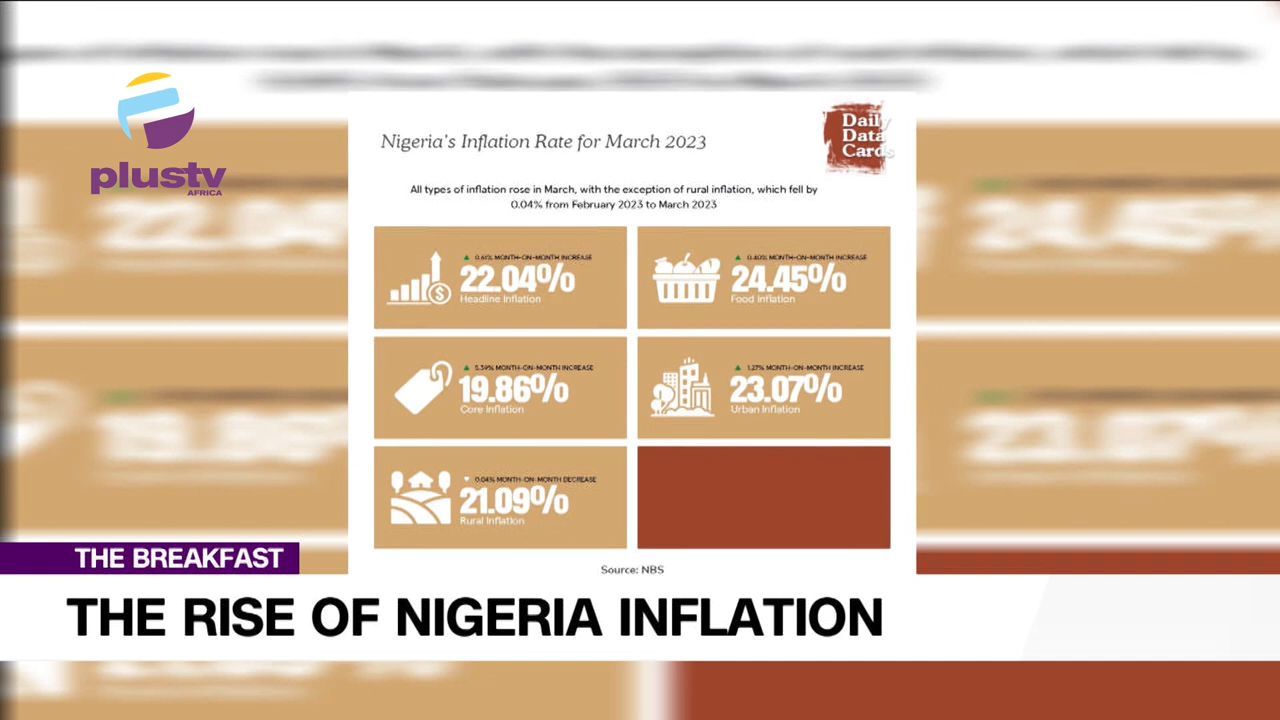 plustv
AFRICA
Nigeria's Inflation Rate for March 2023
Daily
Data
Cards
All types of inflation rose in March, with the exception of rural inflation, which fell by
0.04% from February 2023 to March 2023
0.61% MONTH-ON-MONTH INCREASE
22.04%
Headline Inflation
0.40% MONTH-ON-MONTH INCREASE
24.45%
Food Inflation
5.59% MONTH-ON-MONTH INCREASE
19.86%
Core Inflation
1.27% MONTH-ON-MONTH INCREASE
23.07%
Urban Inflation
0.04% MONTH-ON-MONTH DECREASE
21.09%
Rural Inflation
Source: NBS
THE BREAKFAST
THE RISE OF NIGERIA INFLATION